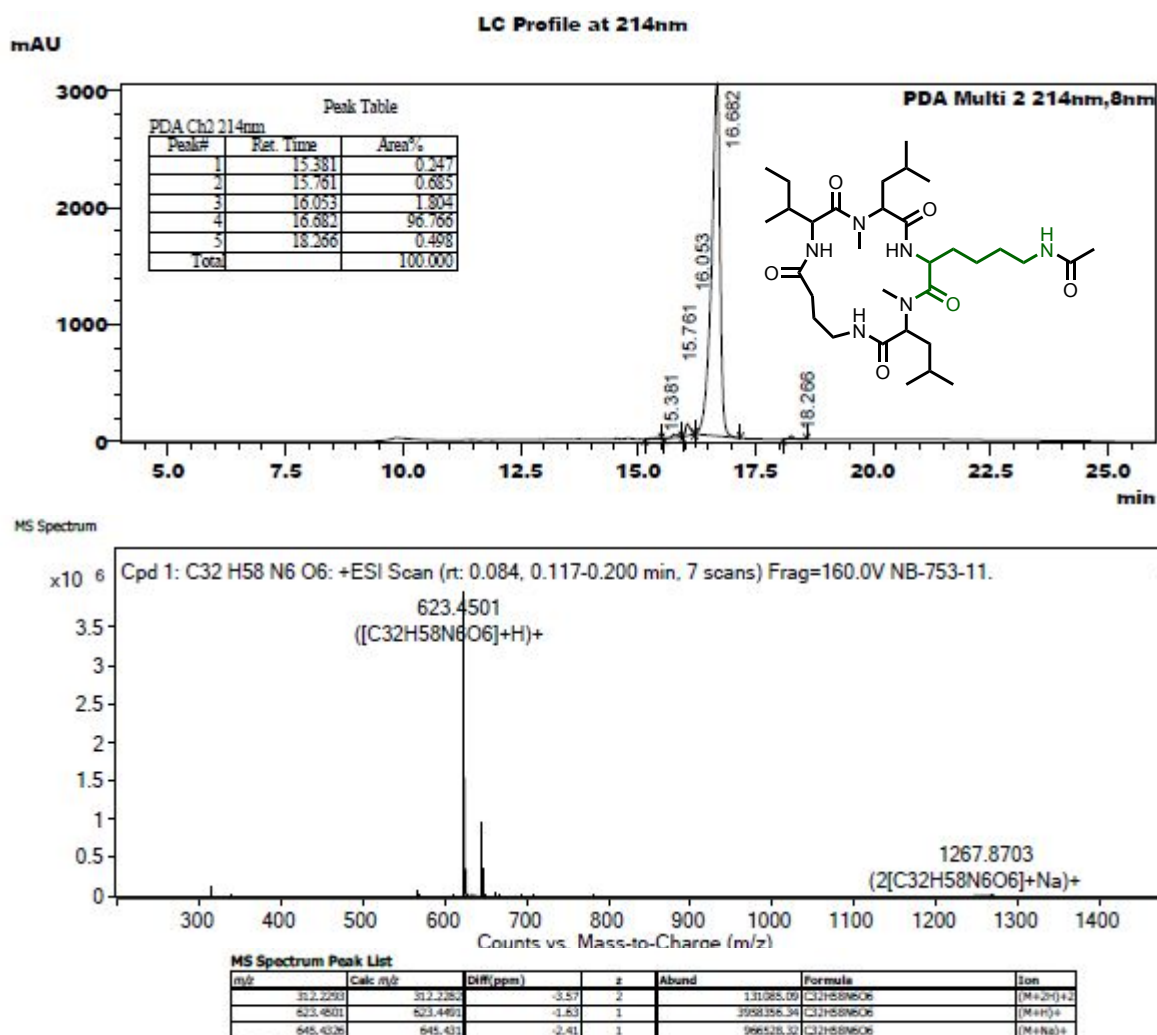 LC Profile at 214nm
mAU
3000
2000
1000
0
PDA Multi 2 214nm,8nm
Peak Table
PDA Ch2 214nm
Peak# Ret. Time Area%
1 15.381 0.247
2 15.761 0.685
3 16.053 1.804
4 16.682 96.766
5 18.266 0.498
Total 100.000
15.381
15.761
16.053
16.682
18.266
O
N
O
NH
O
N
O
NH
O
N
H
O
N
H
O
5.0 7.5 10.0 12.5 15.0 17.5 20.0 22.5 25.0
min
MS Spectrum
x10 6
Cpd 1: C32 H58 N6 O6: +ESI Scan (rt: 0.084, 0.117-0.200 min, 7 scans) Frag=160.0V NB-753-11.
623.4501
([C32H58N6O6]+H)+
3.5
3
2.5
2
1.5
1
0.5
0
1267.8703
(2[C32H58N6O6]+Na)+
300 400 500 600 700 800 900 1000 1100 1200 1300 1400
Counts vs. Mass-to-Charge (m/z)
MS Spectrum Peak List
m/z Calc m/z Diff(ppm) z Abund Formula Ion
312.2293 312.2282 -3.57 2 131085.09 C32H58N6O6 (M+2H)+2
623.4501 623.4491 -1.63 1 3958356.34 C32H58N6O6 (M+H)+
645.4326 645.431 -2.41 1 966528.32 C32H58N6O6 (M+Na)+